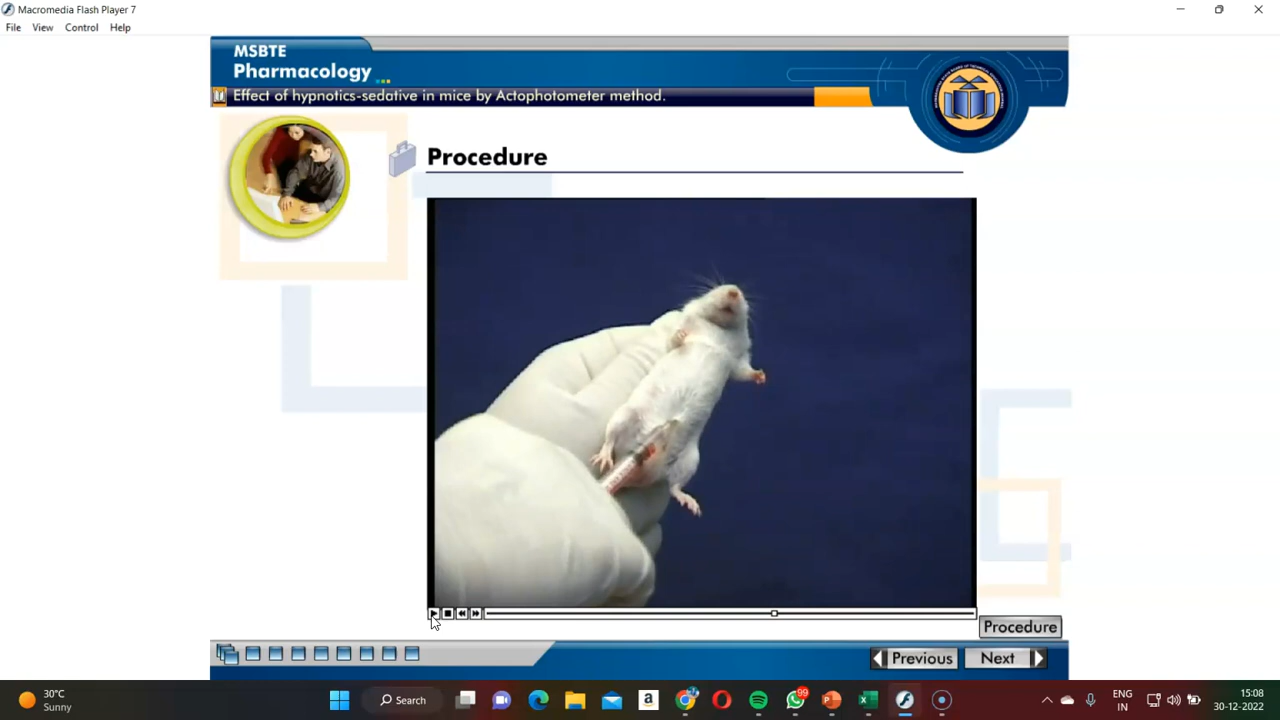 Macromedia Flash Player 7
File View Control Help
MSBTE
Pharmacology
Effect of hypnotics-sedative in mice by Actophotometer method.
Procedure
Procedure
Previous Next
30°C
Sunny
Search
99
ENG
IN
15:08
30-12-2022